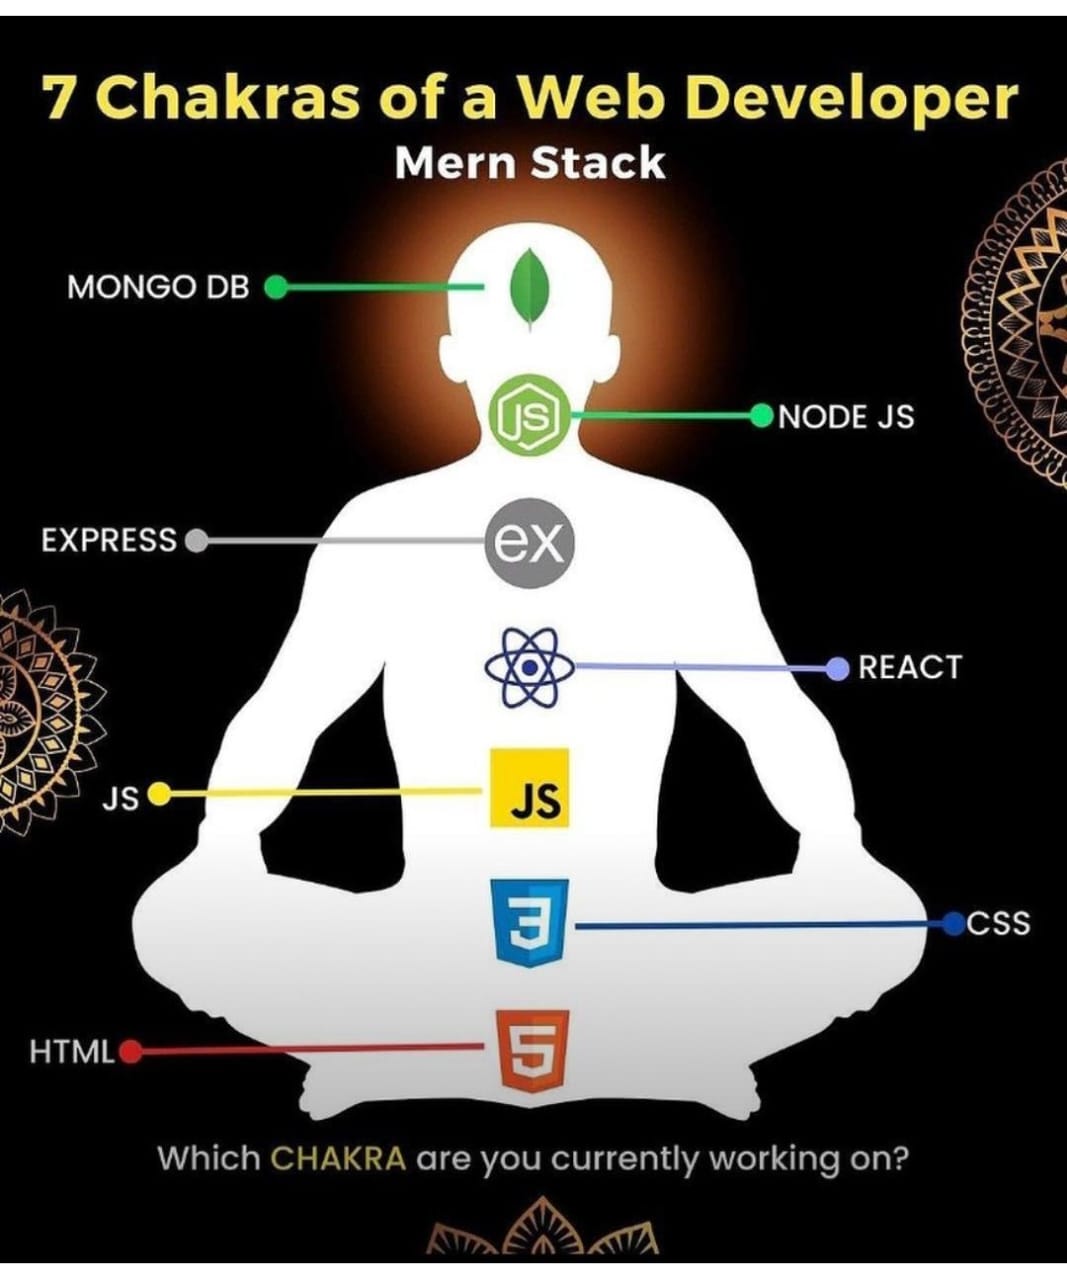 7 Chakras of a Web Developer
Mern Stack
MONGO DB
JS
NODE JS
EXPRESS
ex
REACT
JS
JS
3
CSS
HTML
5
Which CHAKRA are you currently working on?